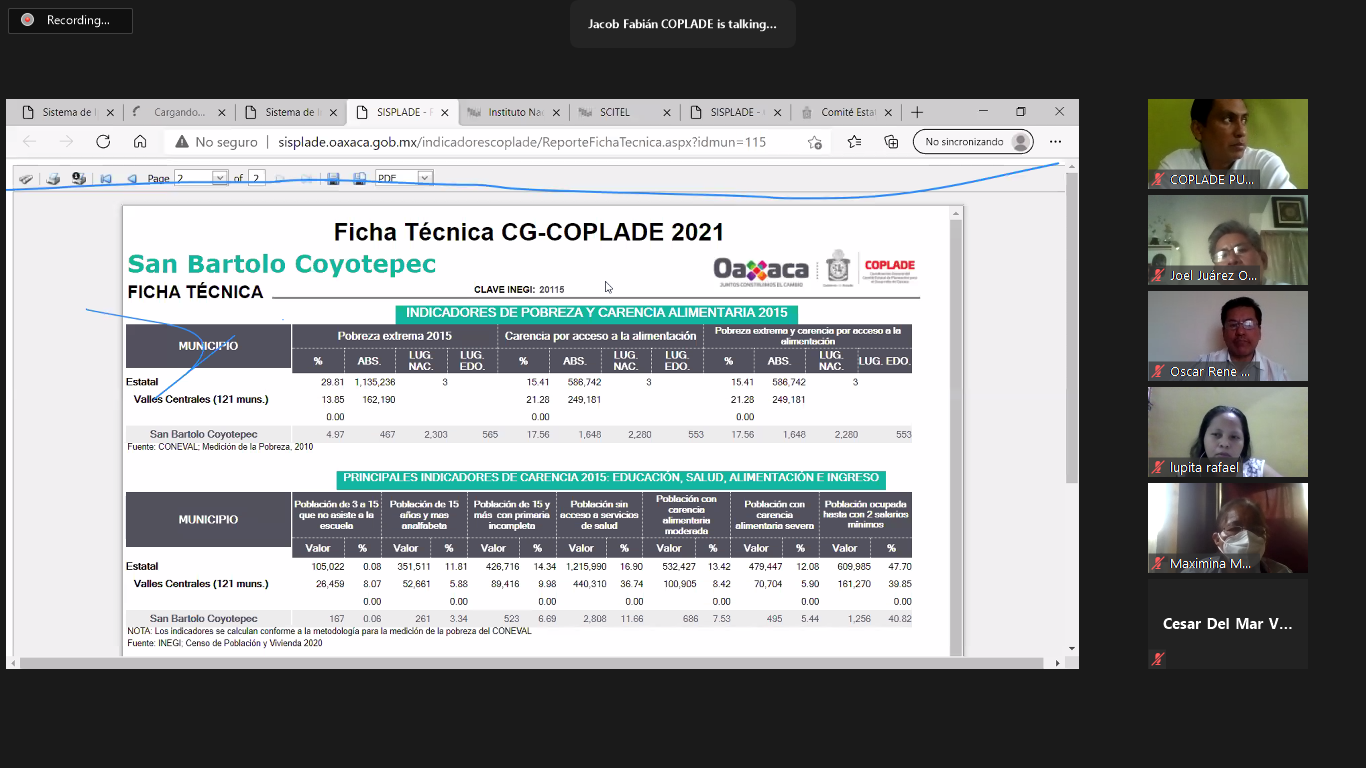 Recording...
Jacob Fabián COPLADE is talking...
Sistema de I
Cargando...
Sistema de In
SISPLADE - F
Instituto Nac
SCITEL
SISPLADE -
Comité Estat
No seguro
sisplade.oaxaca.gob.mx/indicadorescoplade/ReporteFichaTecnica.aspx?idmun=115
No sincronizando
Page 2 of 2 PDF
Ficha Técnica CG-COPLADE 2021
San Bartolo Coyotepec
FICHA TÉCNICA
CLAVE INEGI: 20115
Oaxaca
JUNTOS CONSTRUIMOS EL CAMBIO
COPLADE
INDICADORES DE POBREZA Y CARENCIA ALIMENTARIA 2015
MUNICIPIO
Pobreza extrema 2015
Carencia por acceso a la alimentación
Pobreza extrema y carencia por acceso a la alimentación
% ABS. LUG. NAC. LUG. EDO. % ABS. LUG. NAC. LUG. EDO. % ABS. LUG. NAC. LUG. EDO.
Estatal 29.81 1,135,236 3 15.41 586,742 3 15.41 586,742 3
Valles Centrales (121 muns.) 13.85 162,190 21.28 249,181 21.28 249,181
0.00 0.00 0.00
San Bartolo Coyotepec 4.97 467 2,303 565 17.56 1,648 2,280 553 17.56 1,648 2,280 553
Fuente: CONEVAL; Medición de la Pobreza, 2010
PRINCIPALES INDICADORES DE CARENCIA 2015: EDUCACIÓN, SALUD, ALIMENTACIÓN E INGRESO
MUNICIPIO
Población de 3 a 15 que no asiste a la escuela
Población de 15 años y mas analfabeta
Población de 15 y más con primaria incompleta
Población sin acceso a servicios de salud
Población con carencia alimentaria moderada
Población con carencia alimentaria severa
Población ocupada hasta con 2 salarios mínimos
Valor % Valor % Valor % Valor % Valor % Valor % Valor %
Estatal 105,022 0.08 351,511 11.81 426,716 14.34 1,215,990 16.90 532,427 13.42 479,447 12.08 609,985 47.70
Valles Centrales (121 muns.) 26,459 8.07 52,661 5.88 89,416 9.98 440,310 36.74 100,905 8.42 70,704 5.90 161,270 39.85
0.00 0.00 0.00 0.00 0.00 0.00 0.00
San Bartolo Coyotepec 167 0.06 261 3.34 523 6.69 2,808 11.66 686 7.53 495 5.44 1,256 40.82
NOTA: Los indicadores se calculan conforme a la metodología para la medición de la pobreza del CONEVAL
Fuente: INEGI; Censo de Población y Vivienda 2020
COPLADE PU...
Joel Juárez O...
Oscar Rene ...
lupita rafael
Maximina M...
Cesar Del Mar V...